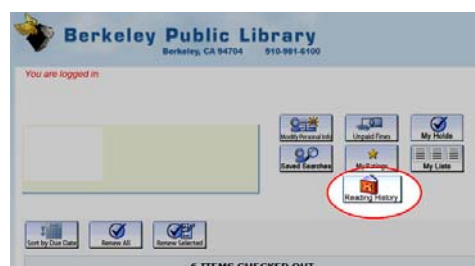 Berkeley Public Library
Berkeley, CA 94704 510-981-6100
You are logged in
Modify Personal Info Unpaid Fines My Holds
Saved Searches My Ratings My Lists
Reading History
Sort by Due Date Renew All Renew Selected
6 ITEMS CHECKED OUT